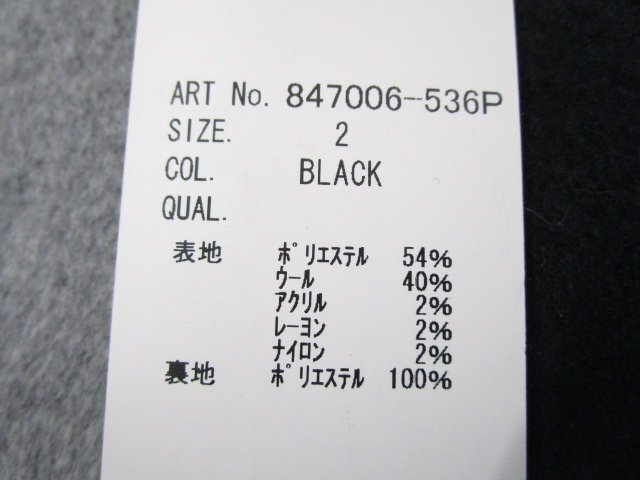 ART No. 847006-536P
SIZE. 2
COL. BLACK
QUAL.
表地 ﾎﾟﾘｴｽﾃﾙ 54%
ｳｰﾙ 40%
ｱｸﾘﾙ 2%
ﾚｰﾖﾝ 2%
ﾅｲﾛﾝ 2%
裏地 ﾎﾟﾘｴｽﾃﾙ 100%